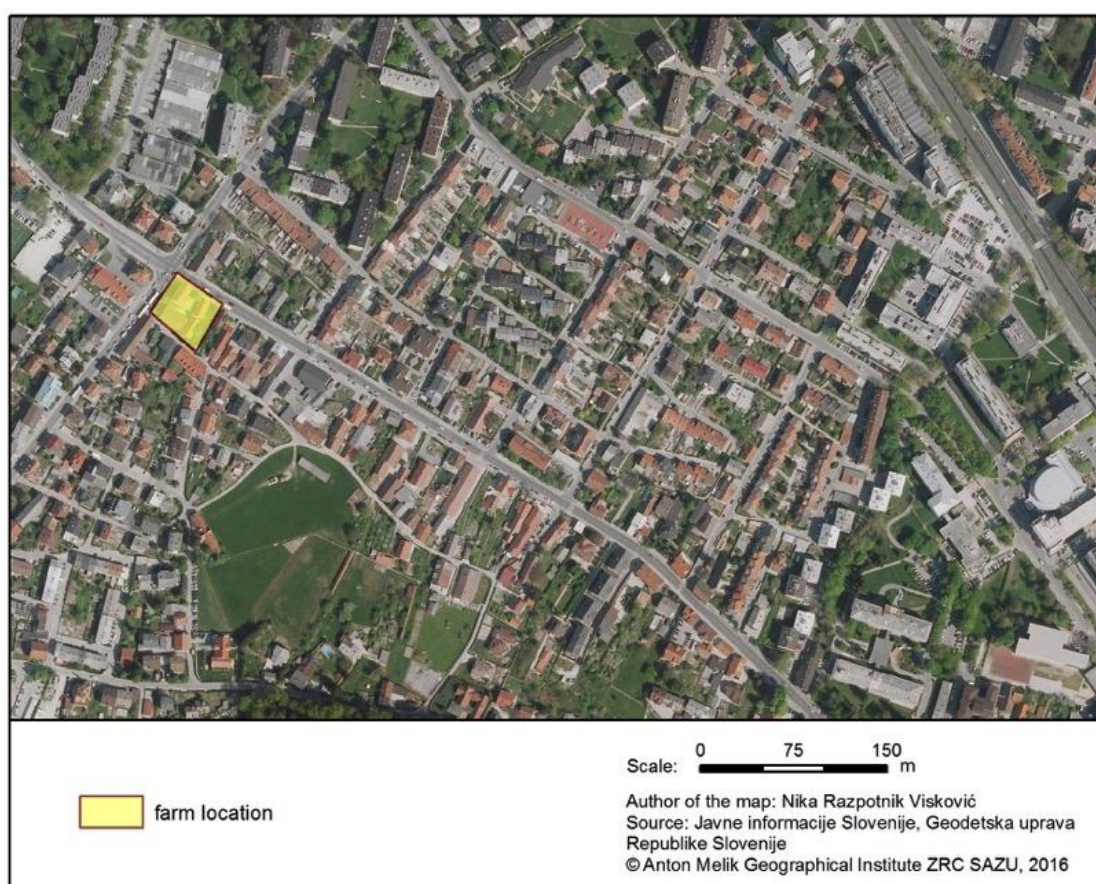 farm location
Scale: 0 75 150 m
Author of the map: Nika Razpotnik Visković
Source: Javne informacije Slovenije, Geodetska uprava
Republike Slovenije
© Anton Melik Geographical Institute ZRC SAZU, 2016